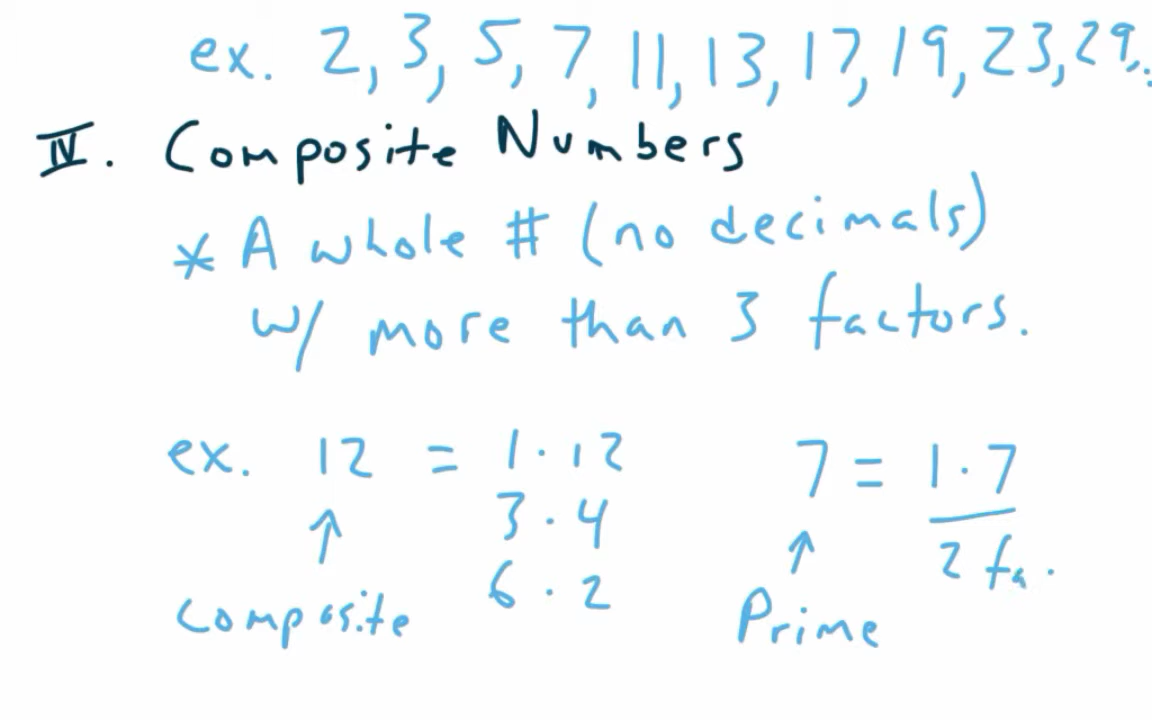 ex. 2, 3, 5, 7, 11, 13, 17, 19, 23, 29, ..
IV. Composite Numbers
* A whole # (no decimals)
w/ more than 3 factors.
ex. 12 = 1 · 12 7 = 1 · 7
3 · 4
6 · 2 2 fa.
Composite Prime